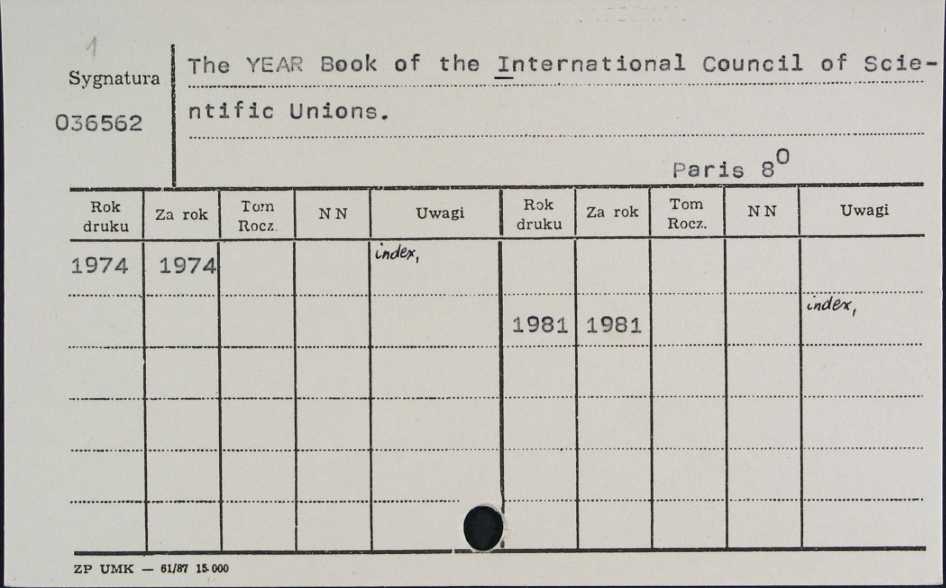 1
Sygnatura
036562
The YEAR Book of the International Council of Scie-
ntific Unions.
Paris 8⁰
Rok druku Za rok Tom Rocz. NN Uwagi Rok druku Za rok Tom Rocz. NN Uwagi
1974 1974 index,
1981 1981 index,
ZP UMK — 61/87 15.000